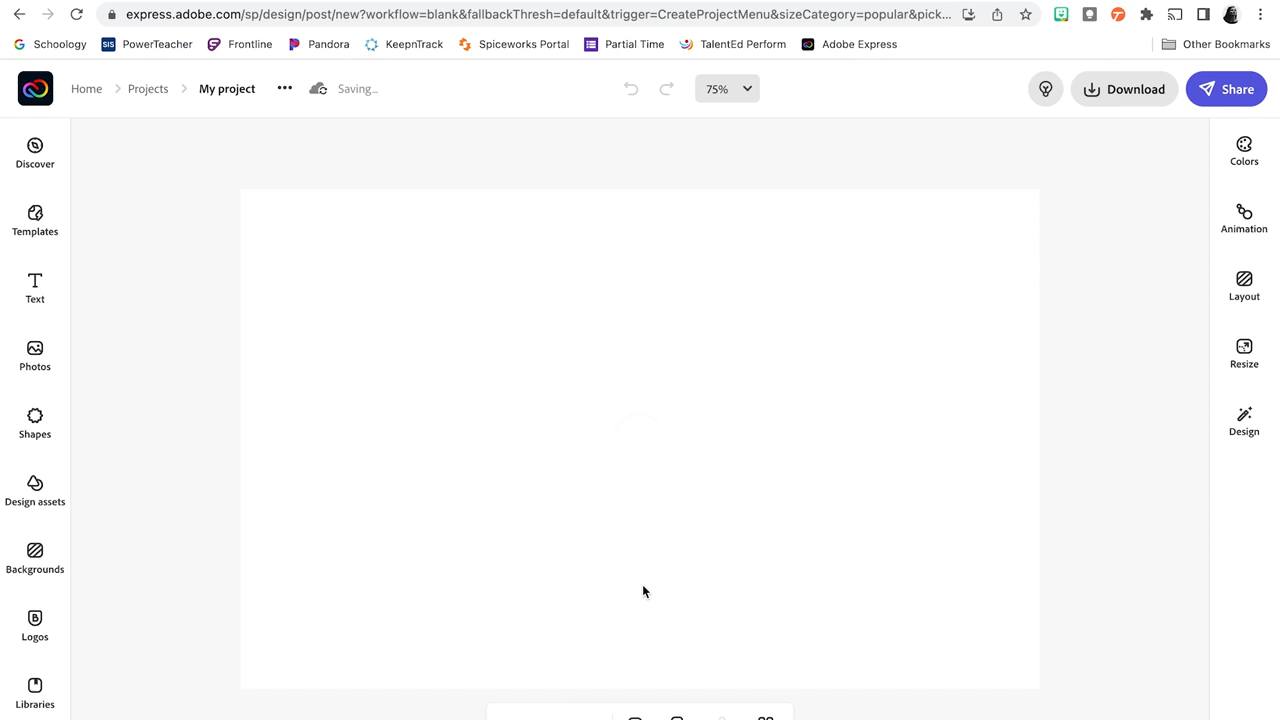 express.adobe.com/sp/design/post/new?workflow=blank&fallbackThresh=default&trigger=CreateProjectMenu&sizeCategory=popular&pick...
Schoology SIS PowerTeacher Frontline Pandora KeepnTrack Spiceworks Portal Partial Time TalentEd Perform Adobe Express Other Bookmarks
Home Projects My project ••• Saving... 75% Download Share
Discover
Templates
Text
Photos
Shapes
Design assets
Backgrounds
Logos
Libraries
Colors
Animation
Layout
Resize
Design